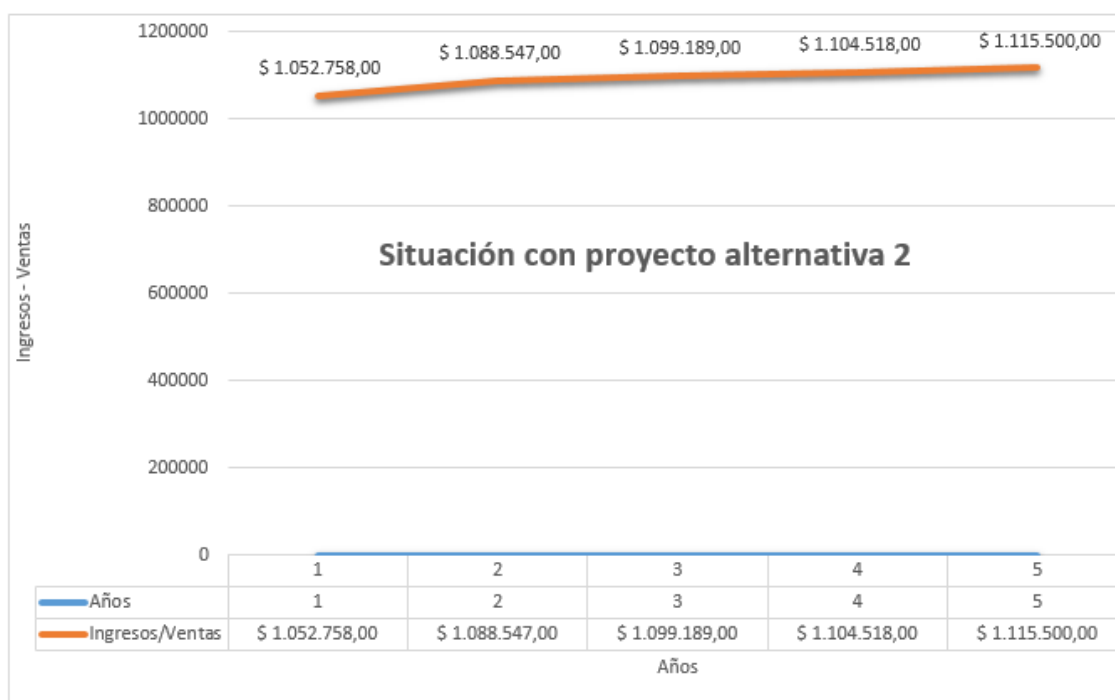 1200000
$ 1.052.758,00 $ 1.088.547,00 $ 1.099.189,00 $ 1.104.518,00 $ 1.115.500,00
1000000
800000
Situación con proyecto alternativa 2
600000
400000
200000
0
Ingresos - Ventas
1 2 3 4 5
Años 1 2 3 4 5
Ingresos/Ventas $ 1.052.758,00 $ 1.088.547,00 $ 1.099.189,00 $ 1.104.518,00 $ 1.115.500,00
Años